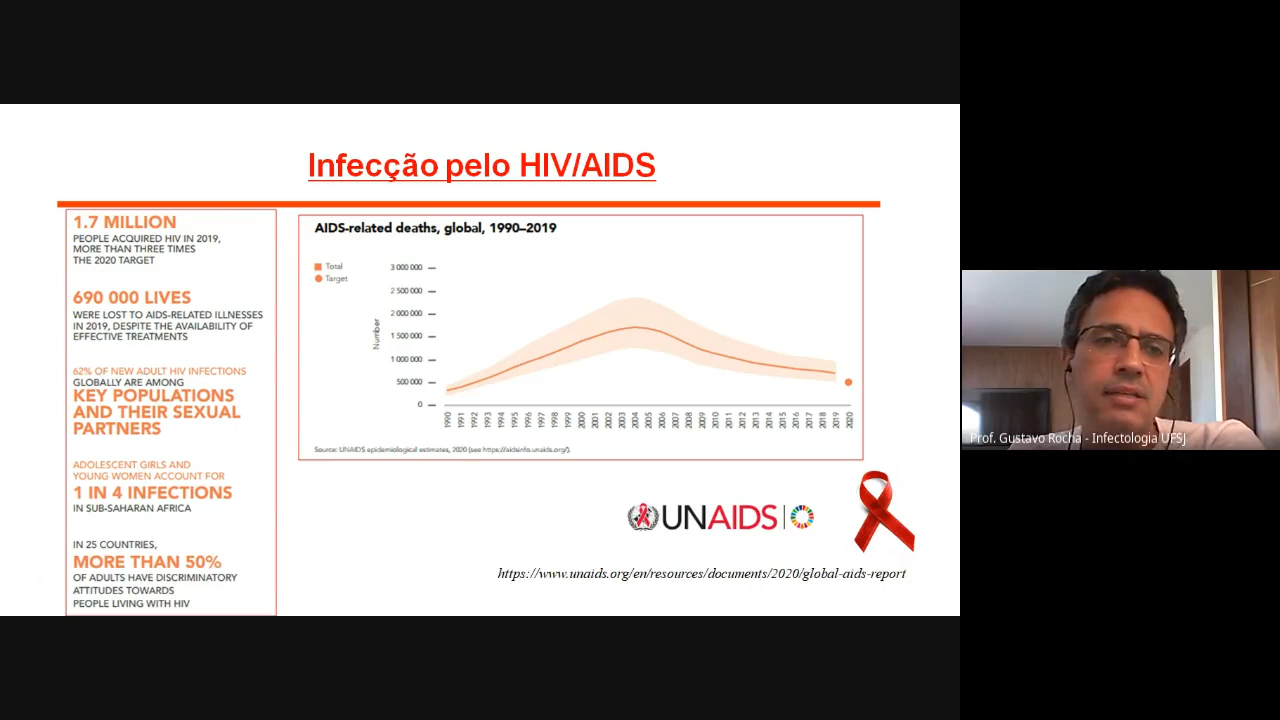 Infecção pelo HIV/AIDS
1.7 MILLION
PEOPLE ACQUIRED HIV IN 2019,
MORE THAN THREE TIMES
THE 2020 TARGET
690 000 LIVES
WERE LOST TO AIDS-RELATED ILLNESSES
IN 2019, DESPITE THE AVAILABILITY OF
EFFECTIVE TREATMENTS
62% OF NEW ADULT HIV INFECTIONS
GLOBALLY ARE AMONG
KEY POPULATIONS
AND THEIR SEXUAL
PARTNERS
ADOLESCENT GIRLS AND
YOUNG WOMEN ACCOUNT FOR
1 IN 4 INFECTIONS
IN SUB-SAHARAN AFRICA
IN 25 COUNTRIES,
MORE THAN 50%
OF ADULTS HAVE DISCRIMINATORY
ATTITUDES TOWARDS
PEOPLE LIVING WITH HIV
AIDS-related deaths, global, 1990–2019
Total
Target
Number
3 000 000
2 500 000
2 000 000
1 500 000
1 000 000
500 000
0
1990 1991 1992 1993 1994 1995 1996 1997 1998 1999 2000 2001 2002 2003 2004 2005 2006 2007 2008 2009 2010 2011 2012 2013 2014 2015 2016 2017 2018 2019 2020
Source: UNAIDS epidemiological estimates, 2020 (see https://aidsinfo.unaids.org/).
UNAIDS
https://www.unaids.org/en/resources/documents/2020/global-aids-report
Prof. Gustavo Rocha - Infectologia UFSJ